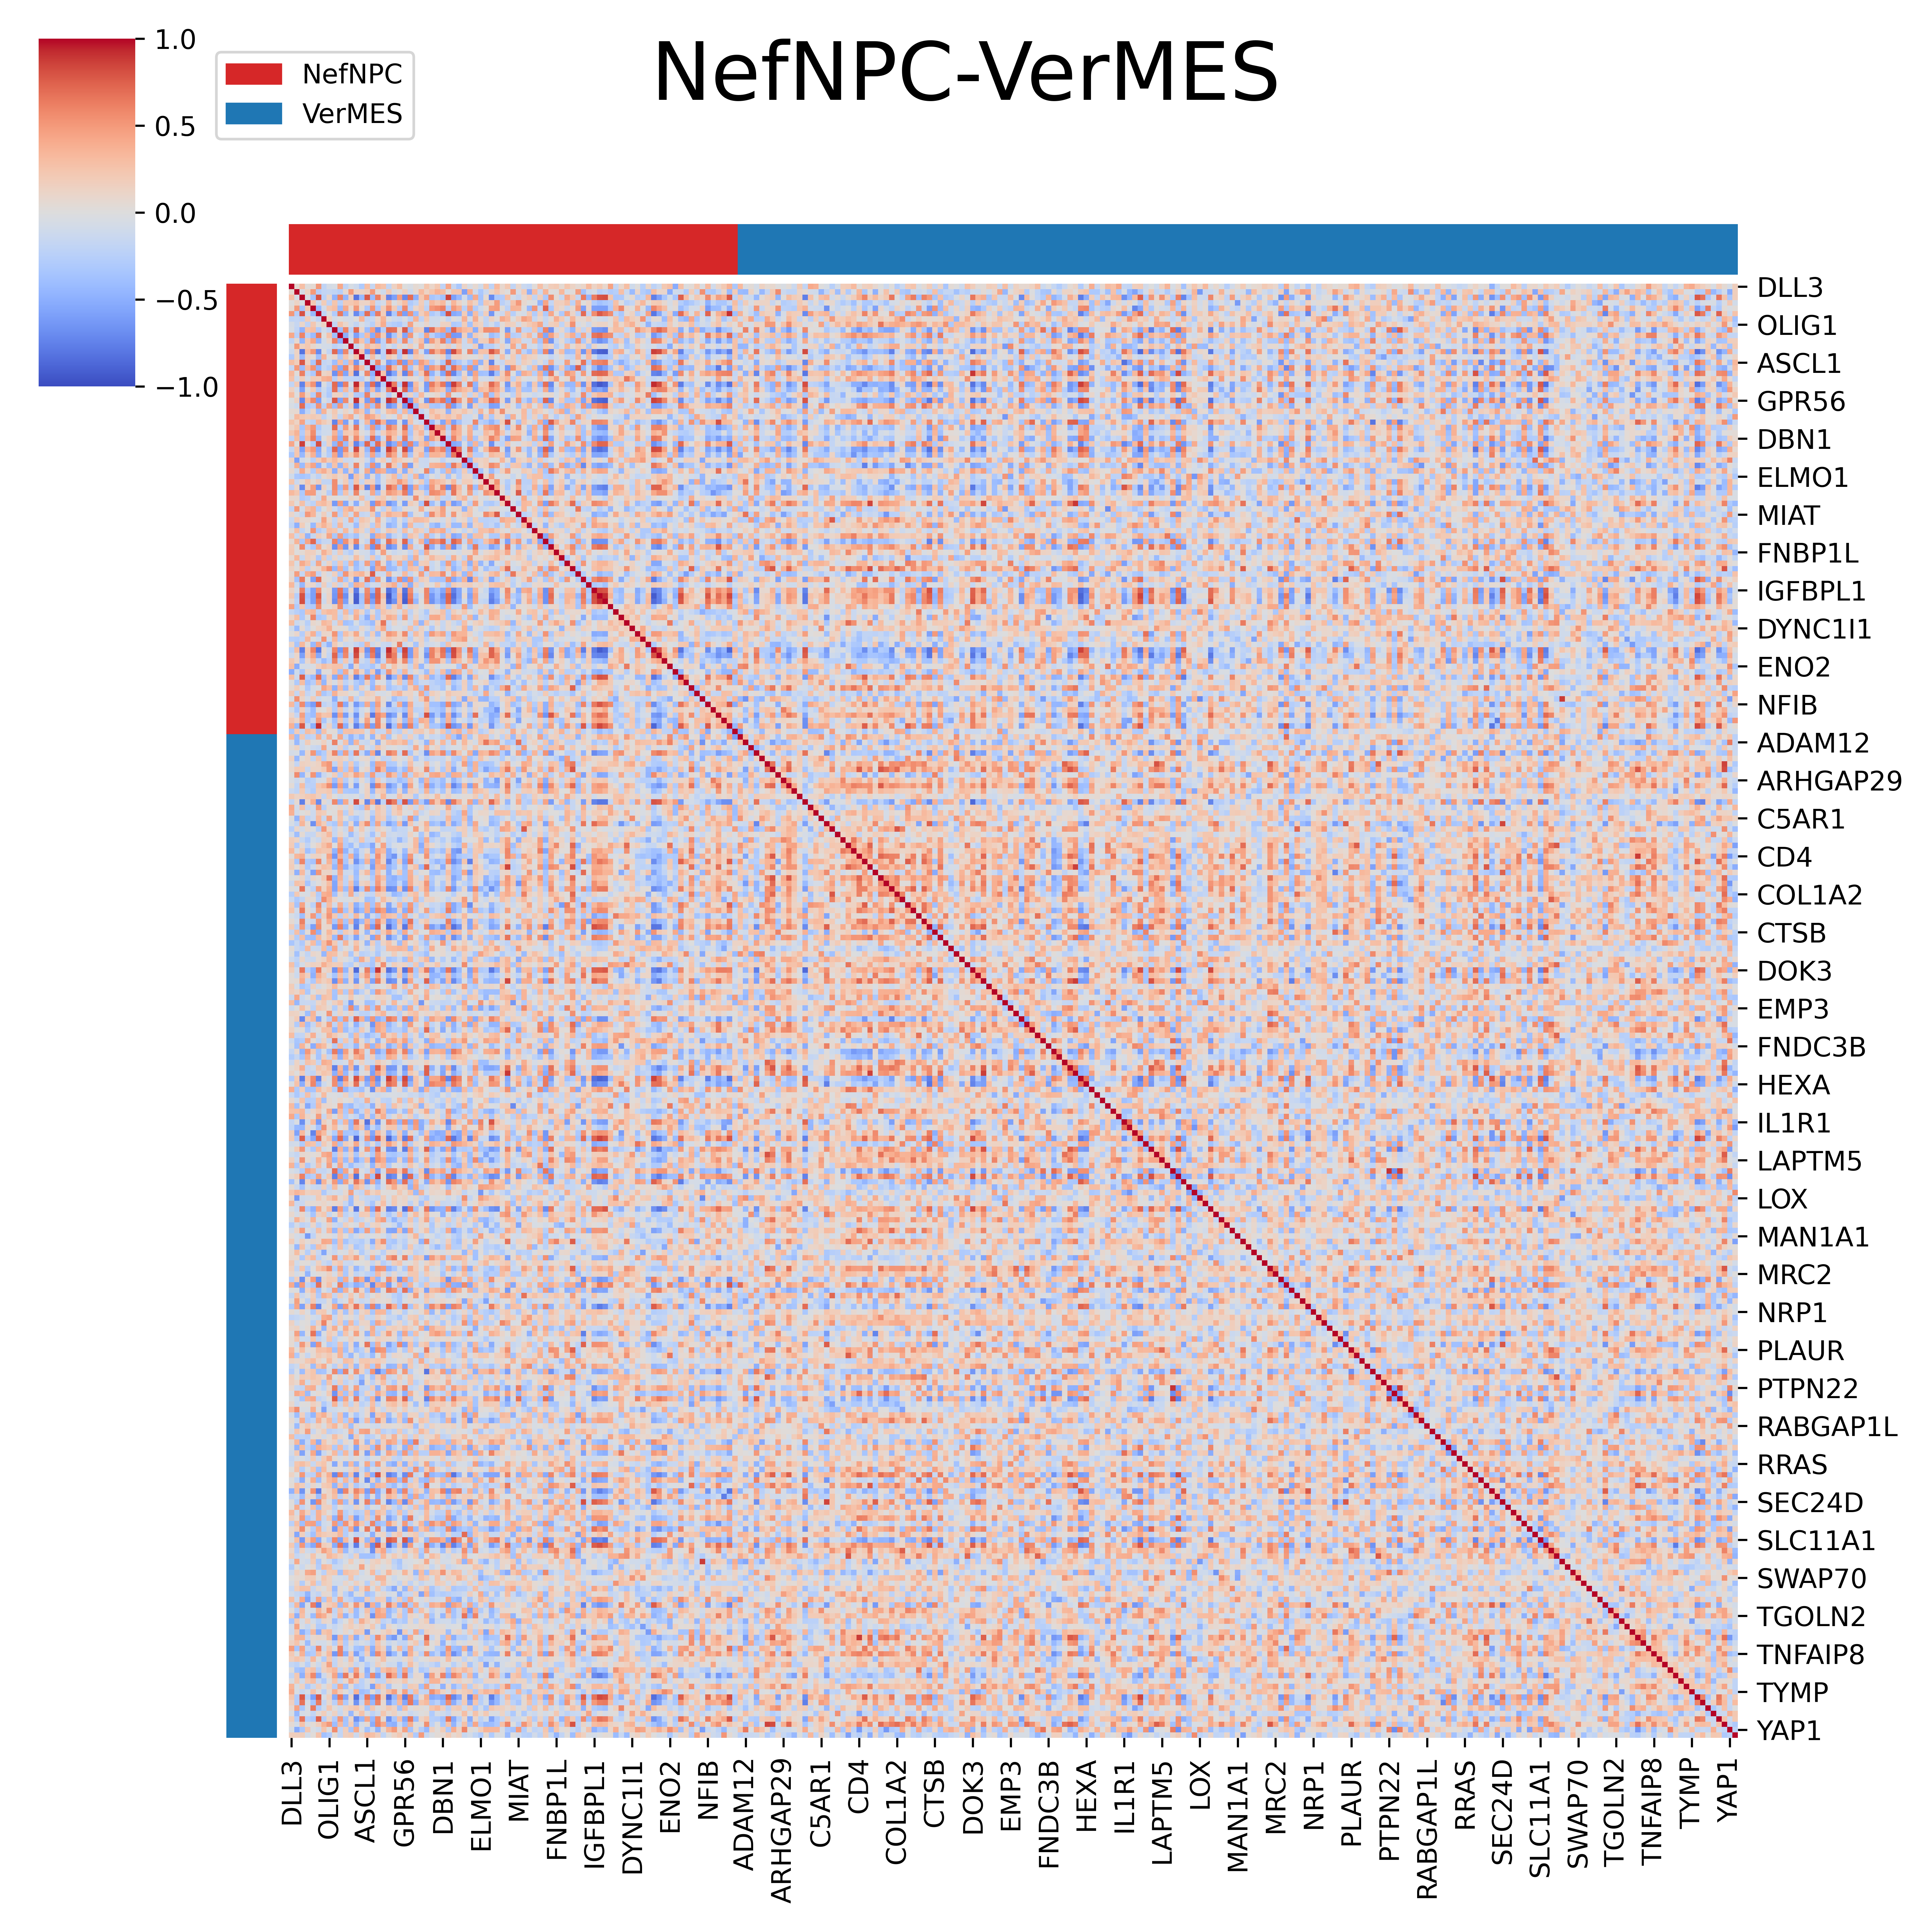 NefNPC-VerMES
1.0
0.5
0.0
−0.5
−1.0
NefNPC
VerMES
DLL3
OLIG1
ASCL1
GPR56
DBN1
ELMO1
MIAT
FNBP1L
IGFBPL1
DYNC1I1
ENO2
NFIB
ADAM12
ARHGAP29
C5AR1
CD4
COL1A2
CTSB
DOK3
EMP3
FNDC3B
HEXA
IL1R1
LAPTM5
LOX
MAN1A1
MRC2
NRP1
PLAUR
PTPN22
RABGAP1L
RRAS
SEC24D
SLC11A1
SWAP70
TGOLN2
TNFAIP8
TYMP
YAP1
DLL3
OLIG1
ASCL1
GPR56
DBN1
ELMO1
MIAT
FNBP1L
IGFBPL1
DYNC1I1
ENO2
NFIB
ADAM12
ARHGAP29
C5AR1
CD4
COL1A2
CTSB
DOK3
EMP3
FNDC3B
HEXA
IL1R1
LAPTM5
LOX
MAN1A1
MRC2
NRP1
PLAUR
PTPN22
RABGAP1L
RRAS
SEC24D
SLC11A1
SWAP70
TGOLN2
TNFAIP8
TYMP
YAP1